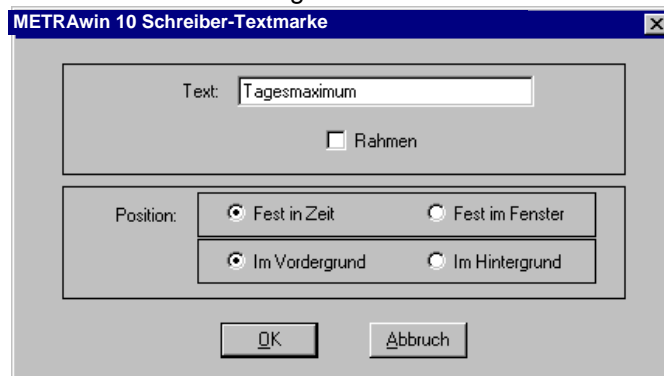 METRAwin 10 Schreiber-Textmarke
Text: Tagesmaximum
Rahmen
Position: Fest in Zeit Fest im Fenster
Im Vordergrund Im Hintergrund
OK Abbruch